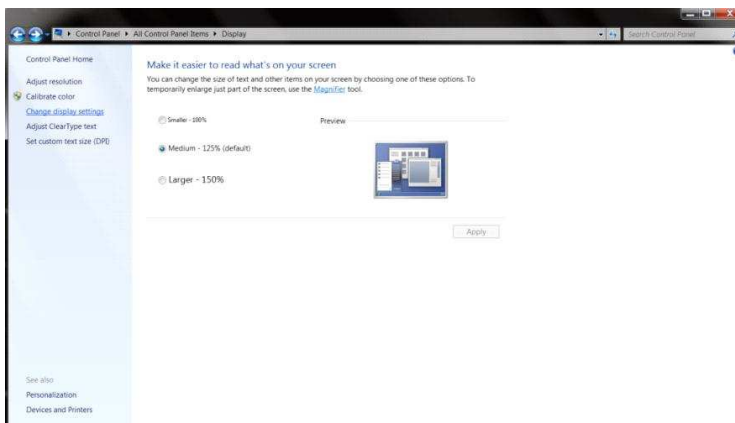 Control Panel ▸ All Control Panel Items ▸ Display
Search Control Panel
Control Panel Home
Adjust resolution
Calibrate color
Change display settings
Adjust ClearType text
Set custom text size (DPI)
Make it easier to read what's on your screen
You can change the size of text and other items on your screen by choosing one of these options. To
temporarily enlarge just part of the screen, use the Magnifier tool.
Smaller - 100%
Preview
Medium - 125% (default)
Larger - 150%
Apply
See also
Personalization
Devices and Printers